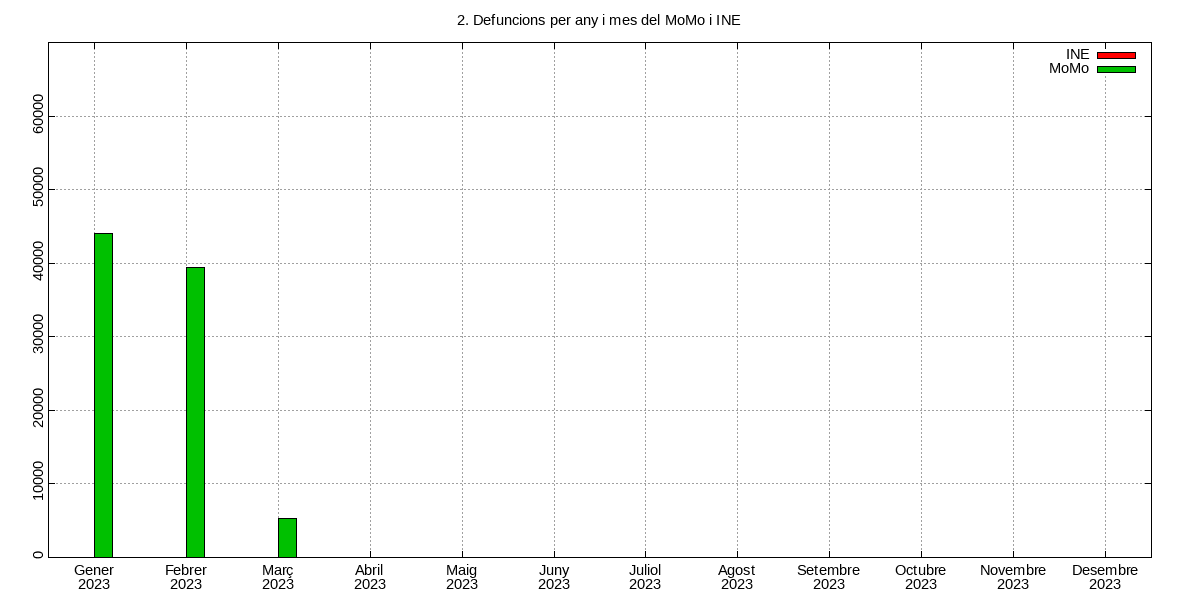 2. Defuncions per any i mes del MoMo i INE
INE
MoMo
60000
50000
40000
30000
20000
10000
0
Gener Febrer Març Abril Maig Juny Juliol Agost Setembre Octubre Novembre Desembre
2023 2023 2023 2023 2023 2023 2023 2023 2023 2023 2023 2023